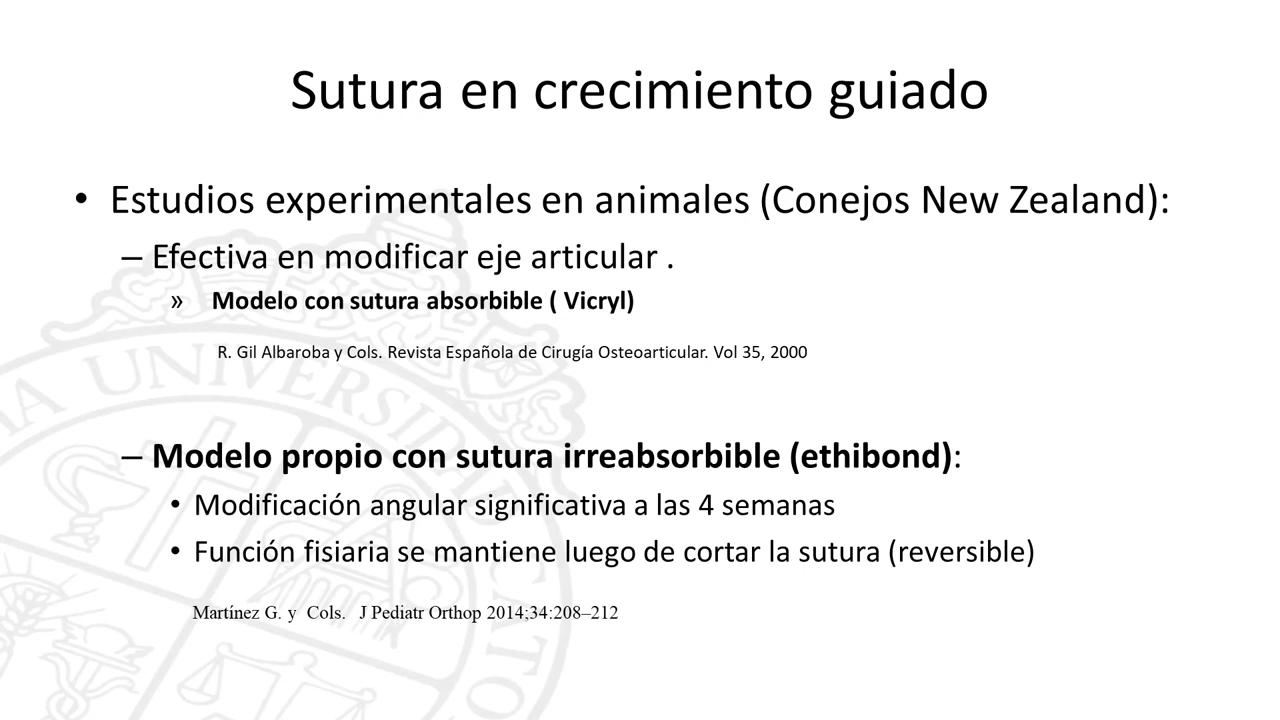 Sutura en crecimiento guiado
• Estudios experimentales en animales (Conejos New Zealand):
– Efectiva en modificar eje articular .
» Modelo con sutura absorbible ( Vicryl)
R. Gil Albaroba y Cols. Revista Española de Cirugía Osteoarticular. Vol 35, 2000
– Modelo propio con sutura irreabsorbible (ethibond):
• Modificación angular significativa a las 4 semanas
• Función fisiaria se mantiene luego de cortar la sutura (reversible)
Martínez G. y Cols. J Pediatr Orthop 2014;34:208–212